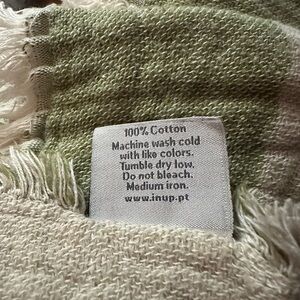 100% Cotton
Machine wash cold
with like colors.
Tumble dry low.
Do not bleach.
Medium iron.
www.inup.pt